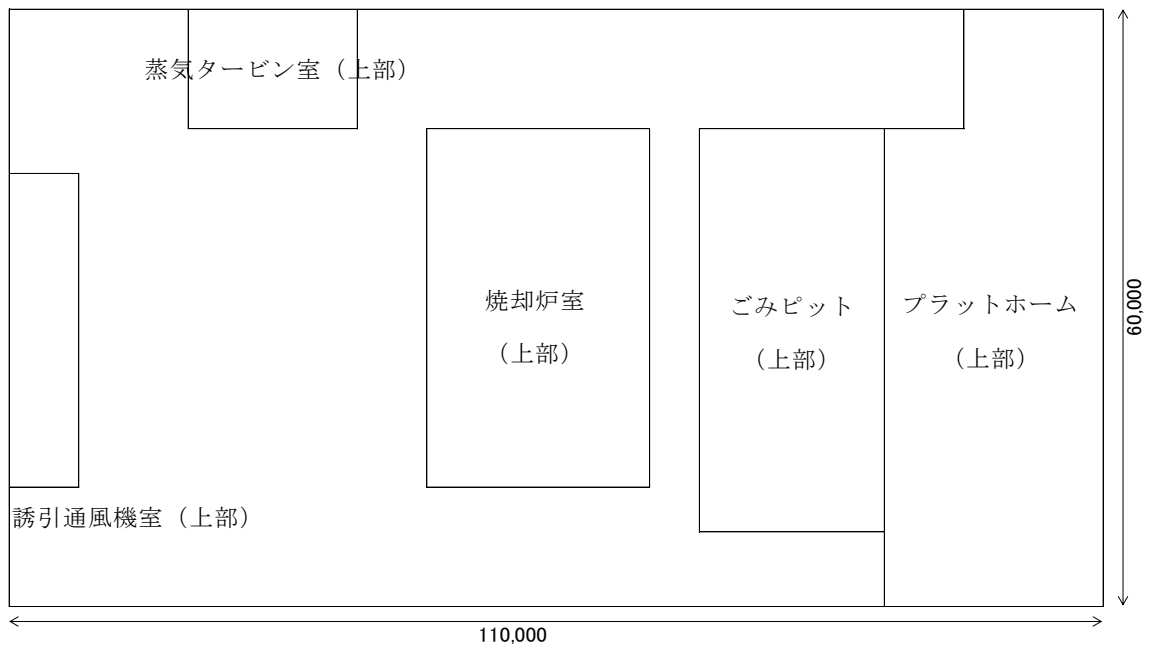 蒸気タービン室（上部）
焼却炉室
（上部）
ごみピット
（上部）
プラットホーム
（上部）
60,000
誘引通風機室（上部）
110,000